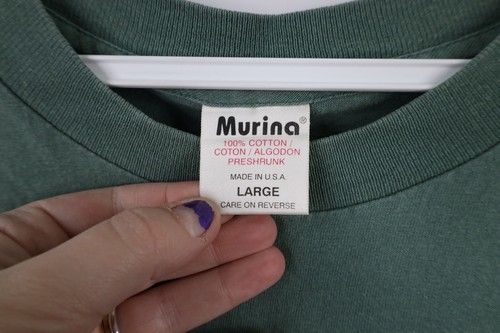 Murina®
100% COTTON /
COTON / ALGODON
PRESHRUNK
MADE IN U.S.A.
LARGE
CARE ON REVERSE